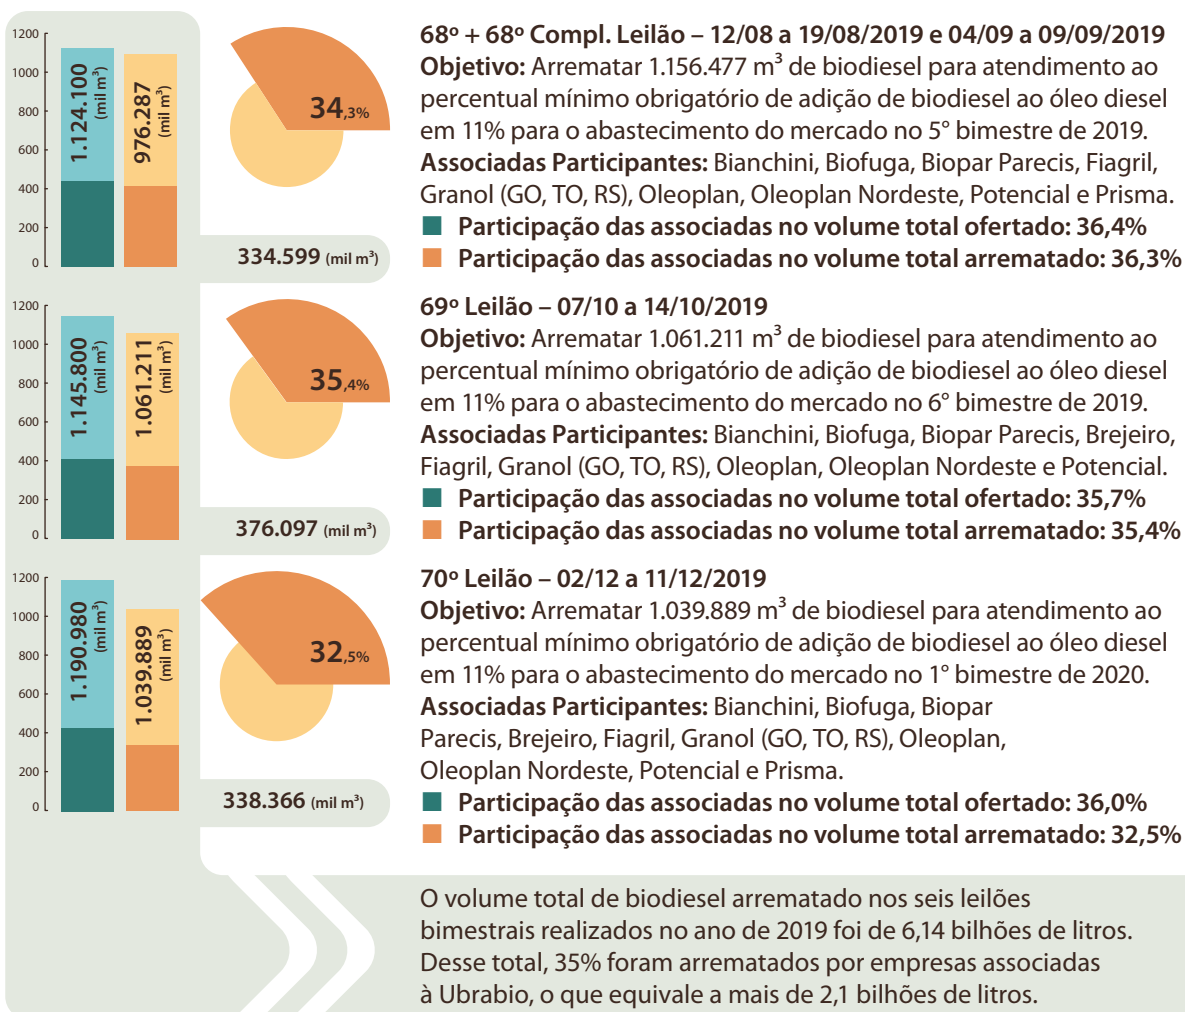 1200
1000
800
600
400
200
0
1.124.100
(mil m³)
976.287
(mil m³)
34,3%
334.599 (mil m³)
68º + 68º Compl. Leilão – 12/08 a 19/08/2019 e 04/09 a 09/09/2019
Objetivo: Arrematar 1.156.477 m³ de biodiesel para atendimento ao
percentual mínimo obrigatório de adição de biodiesel ao óleo diesel
em 11% para o abastecimento do mercado no 5° bimestre de 2019.
Associadas Participantes: Bianchini, Biofuga, Biopar Parecis, Fiagril,
Granol (GO, TO, RS), Oleoplan, Oleoplan Nordeste, Potencial e Prisma.
Participação das associadas no volume total ofertado: 36,4%
Participação das associadas no volume total arrematado: 36,3%
1200
1000
800
600
400
200
0
1.145.800
(mil m³)
1.061.211
(mil m³)
35,4%
376.097 (mil m³)
69º Leilão – 07/10 a 14/10/2019
Objetivo: Arrematar 1.061.211 m³ de biodiesel para atendimento ao
percentual mínimo obrigatório de adição de biodiesel ao óleo diesel
em 11% para o abastecimento do mercado no 6° bimestre de 2019.
Associadas Participantes: Bianchini, Biofuga, Biopar Parecis, Brejeiro,
Fiagril, Granol (GO, TO, RS), Oleoplan, Oleoplan Nordeste e Potencial.
Participação das associadas no volume total ofertado: 35,7%
Participação das associadas no volume total arrematado: 35,4%
1200
1000
800
600
400
200
0
1.190.980
(mil m³)
1.039.889
(mil m³)
32,5%
338.366 (mil m³)
70º Leilão – 02/12 a 11/12/2019
Objetivo: Arrematar 1.039.889 m³ de biodiesel para atendimento ao
percentual mínimo obrigatório de adição de biodiesel ao óleo diesel
em 11% para o abastecimento do mercado no 1° bimestre de 2020.
Associadas Participantes: Bianchini, Biofuga, Biopar
Parecis, Brejeiro, Fiagril, Granol (GO, TO, RS), Oleoplan,
Oleoplan Nordeste, Potencial e Prisma.
Participação das associadas no volume total ofertado: 36,0%
Participação das associadas no volume total arrematado: 32,5%
O volume total de biodiesel arrematado nos seis leilões
bimestrais realizados no ano de 2019 foi de 6,14 bilhões de litros.
Desse total, 35% foram arrematados por empresas associadas
à Ubrabio, o que equivale a mais de 2,1 bilhões de litros.